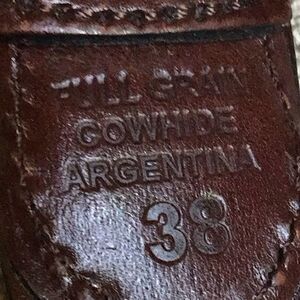 FULL GRAIN
COWHIDE
ARGENTINA
38